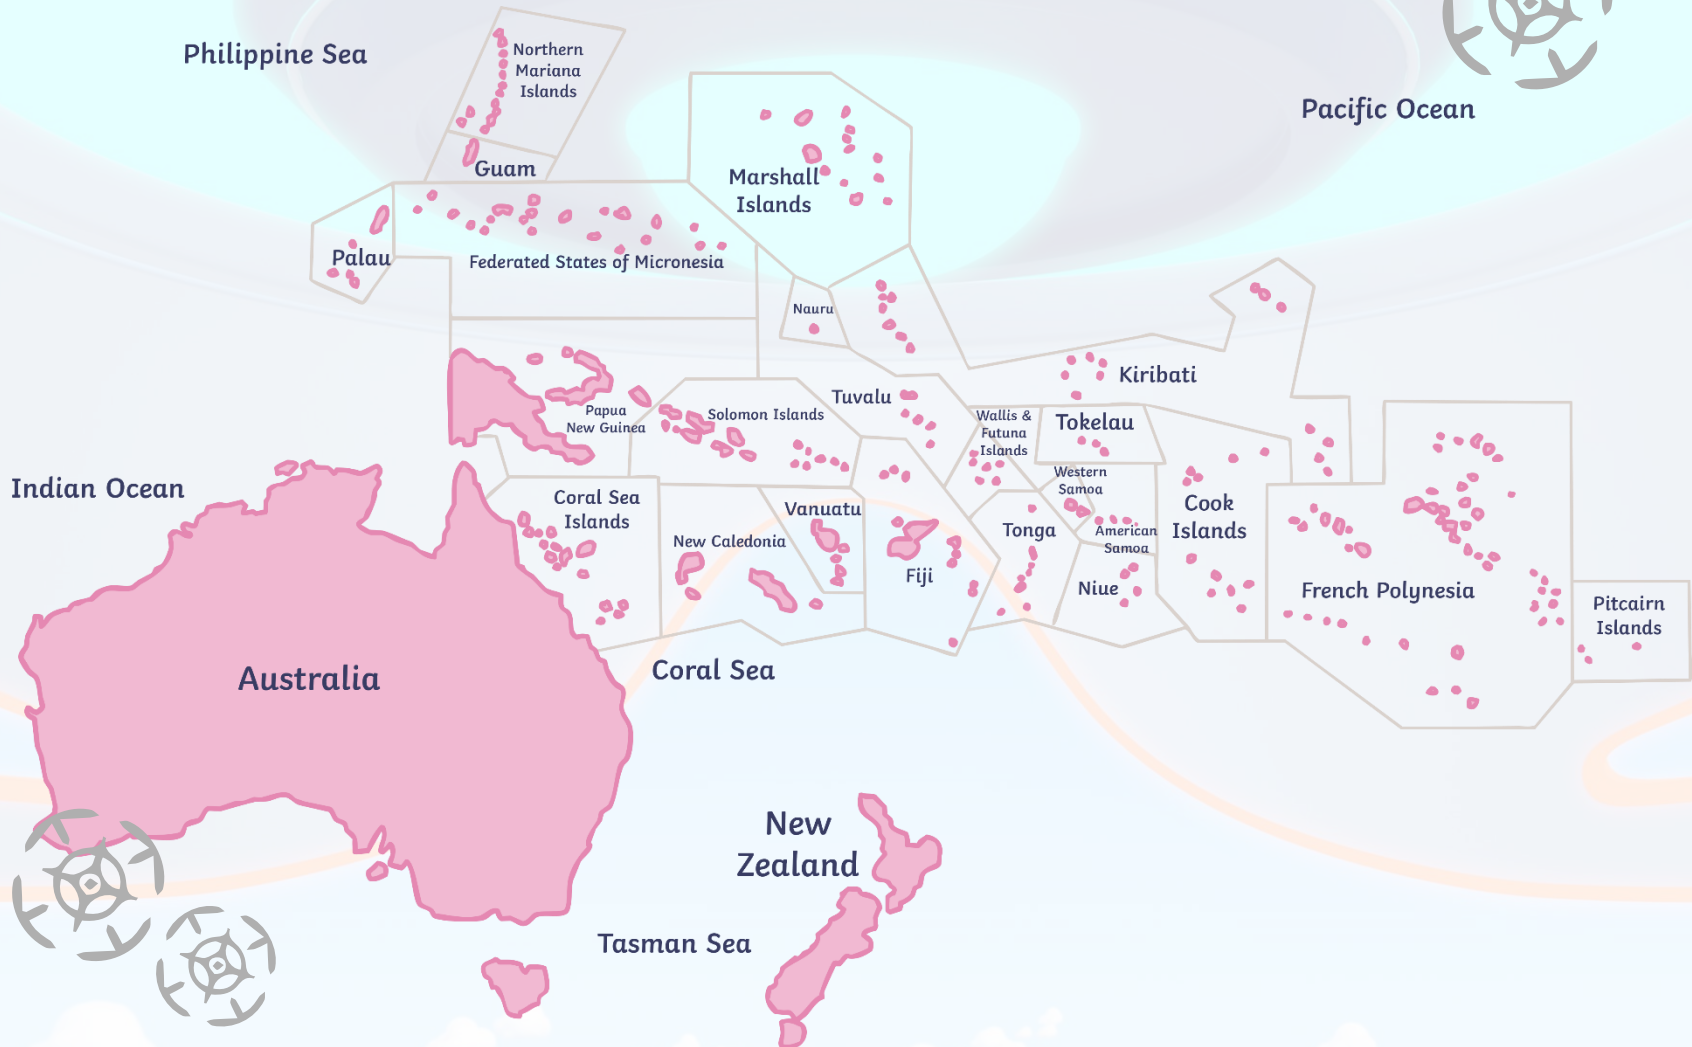 Philippine Sea
Northern
Mariana
Islands
Pacific Ocean
Guam
Marshall
Islands
Palau
Federated States of Micronesia
Nauru
Kiribati
Tuvalu
Papua
New Guinea
Solomon Islands
Wallis &
Futuna
Islands
Tokelau
Indian Ocean
Coral Sea
Islands
Western
Samoa
Vanuatu
Cook
Islands
New Caledonia
Tonga
American
Samoa
Fiji
Niue
French Polynesia
Pitcairn
Islands
Australia
Coral Sea
New
Zealand
Tasman Sea